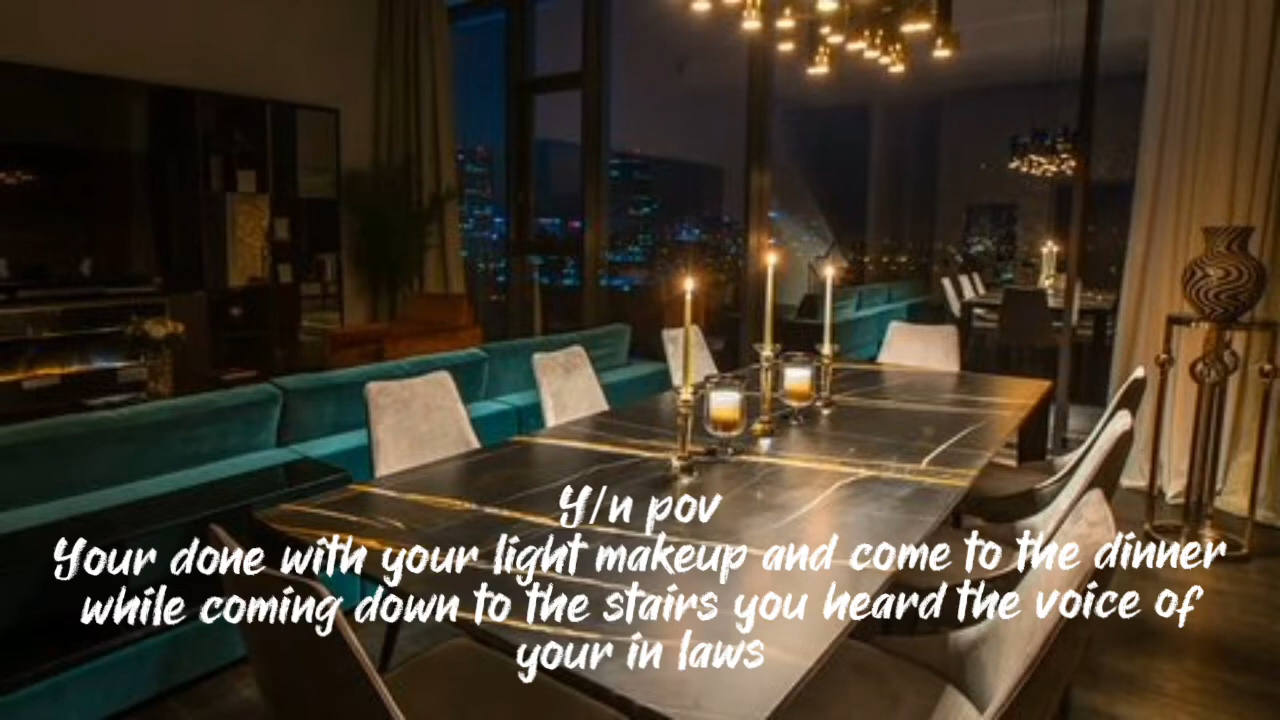 Y/n pov
Your done with your light makeup and come to the dinner
while coming down to the stairs you heard the voice of
your in laws